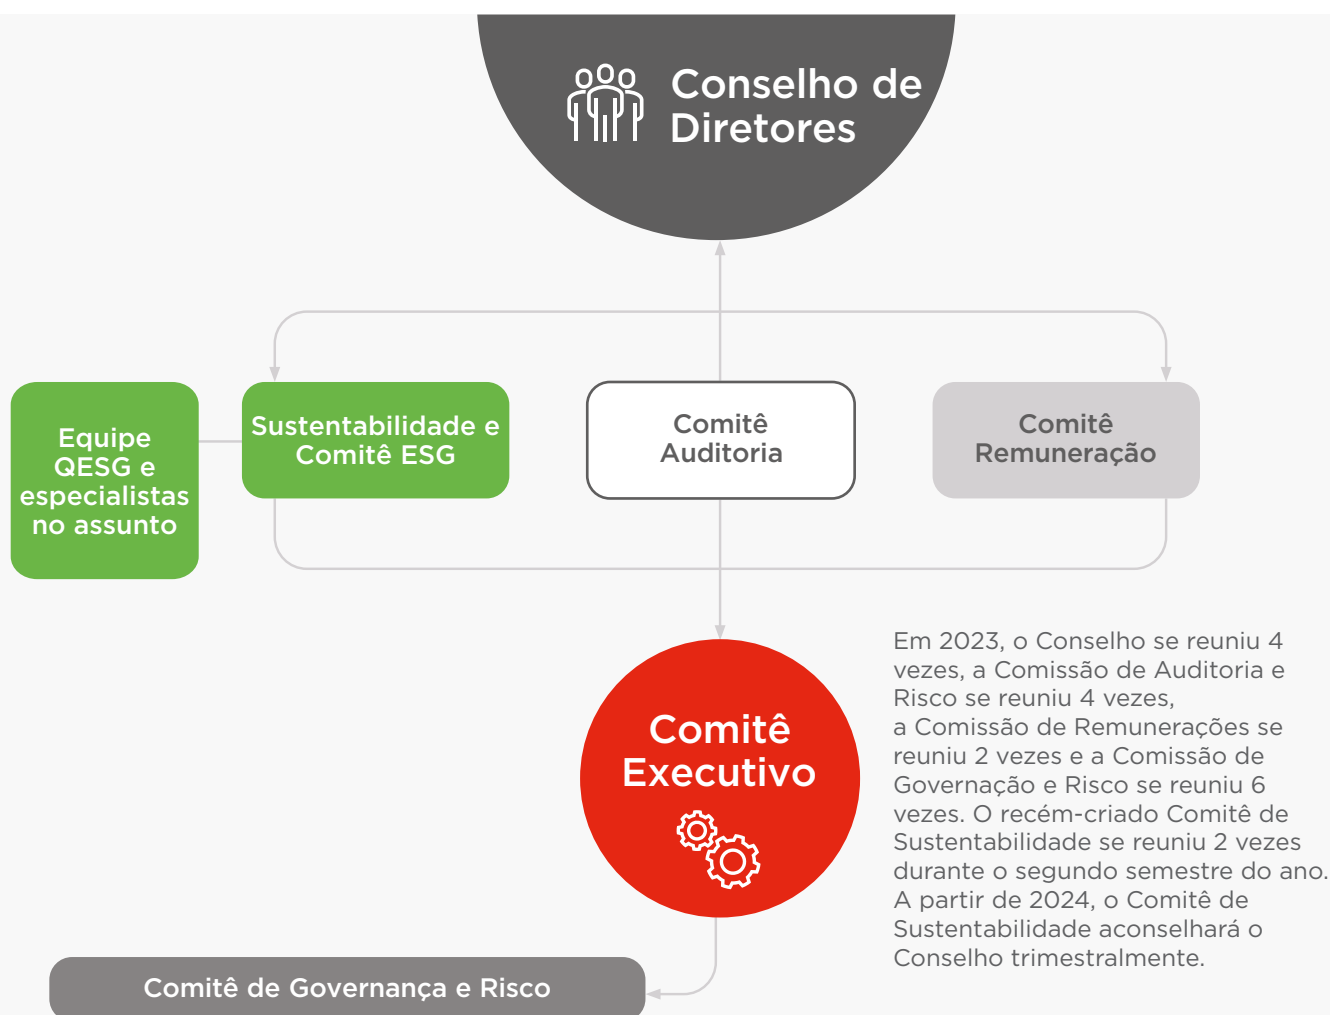 Conselho de
Diretores
Equipe
QESG e
especialistas
no assunto
Sustentabilidade e
Comitê ESG
Comitê
Auditoria
Comitê
Remuneração
Comitê
Executivo
Em 2023, o Conselho se reuniu 4
vezes, a Comissão de Auditoria e
Risco se reuniu 4 vezes,
a Comissão de Remunerações se
reuniu 2 vezes e a Comissão de
Governação e Risco se reuniu 6
vezes. O recém-criado Comitê de
Sustentabilidade se reuniu 2 vezes
durante o segundo semestre do ano.
A partir de 2024, o Comitê de
Sustentabilidade aconselhará o
Conselho trimestralmente.
Comitê de Governança e Risco